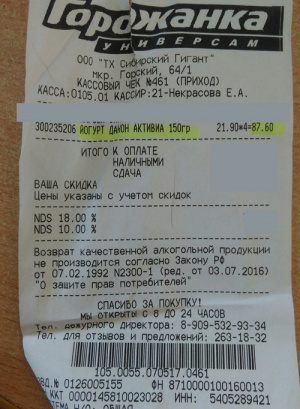 Горожанка
УНИВЕРСАМ
ООО "ТХ Сибирский Гигант"
мкр. Горский, 64/1
КАССОВЫЙ ЧЕК №461 (ПРИХОД)
КАССА:0105.01 КАССИР:21-Некрасова Е.А.
300235206 ЙОГУРТ ДАНОН АКТИВИА 150гр 21.90*4=87.60
ИТОГО К ОПЛАТЕ
НАЛИЧНЫМИ
СДАЧА
ВАША СКИДКА
Цены указаны с учетом скидок
NDS 18.00 %
NDS 10.00 %
Возврат качественной алкогольной продукции
не производится согласно Закону РФ
от 07.02.1992 N2300-1 (ред. от 03.07.2016)
"О защите прав потребителей"
СПАСИБО ЗА ПОКУПКУ!
МЫ ОТКРЫТЫ С 8 ДО 24 ЧАСОВ
Тел. дежурного директора: 8-909-532-93-34
Тел. для отзывов и предложений: 263-18-32
105.0055.070517.0461
№ 0126005155 ФН 8710000100160013
ККТ 0000145810023028 ИНН: 5405289421